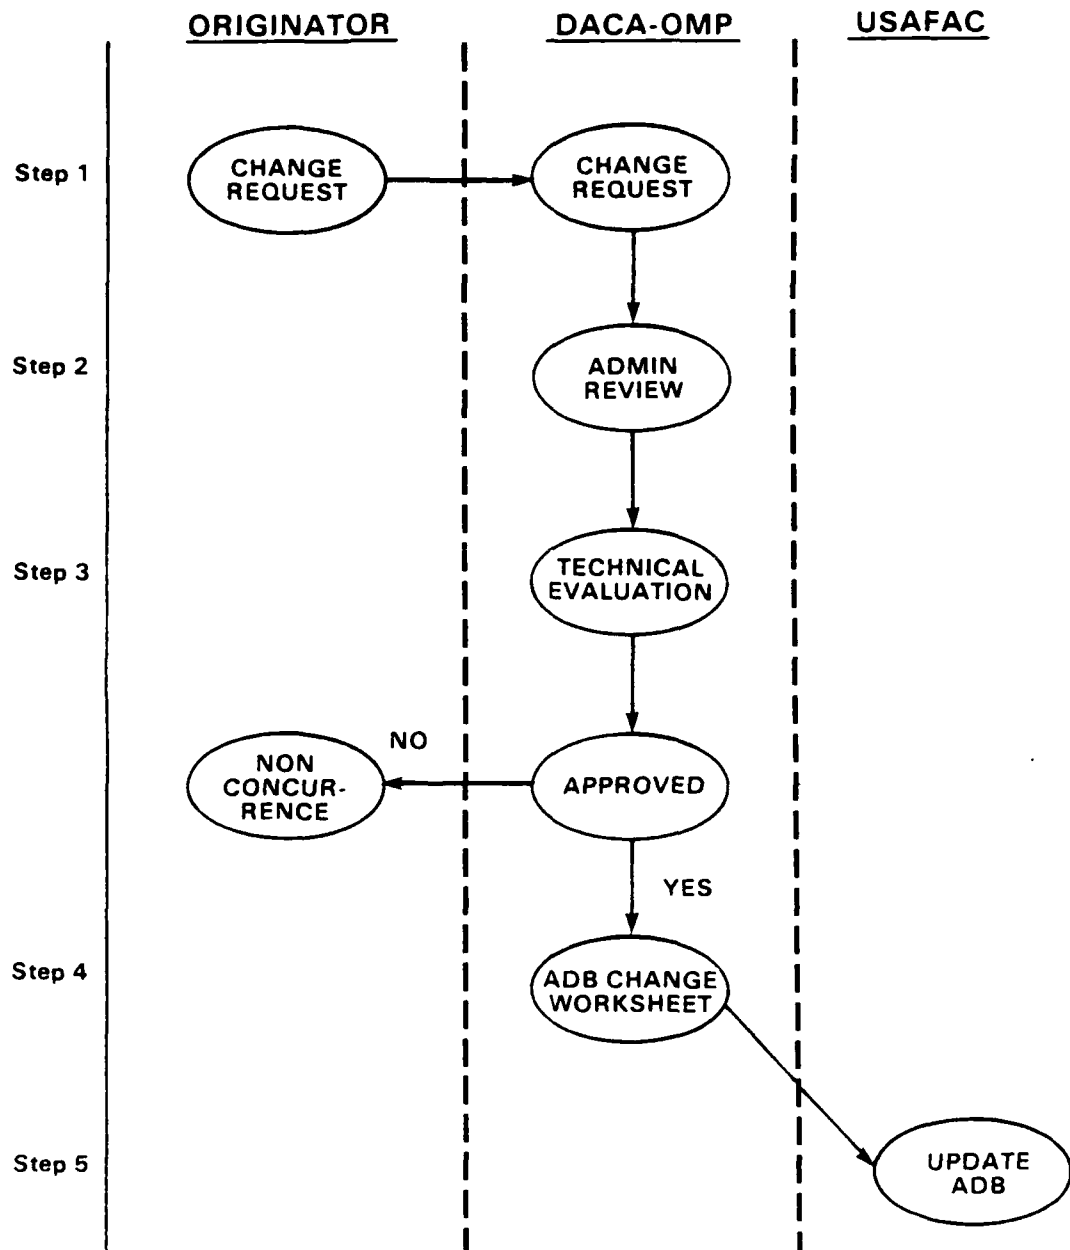 ORIGINATOR
DACA-OMP
USAFAC
Step 1
CHANGE
REQUEST
CHANGE
REQUEST
Step 2
ADMIN
REVIEW
Step 3
TECHNICAL
EVALUATION
NO
NON
CONCUR-
RENCE
APPROVED
YES
Step 4
ADB CHANGE
WORKSHEET
Step 5
UPDATE
ADB